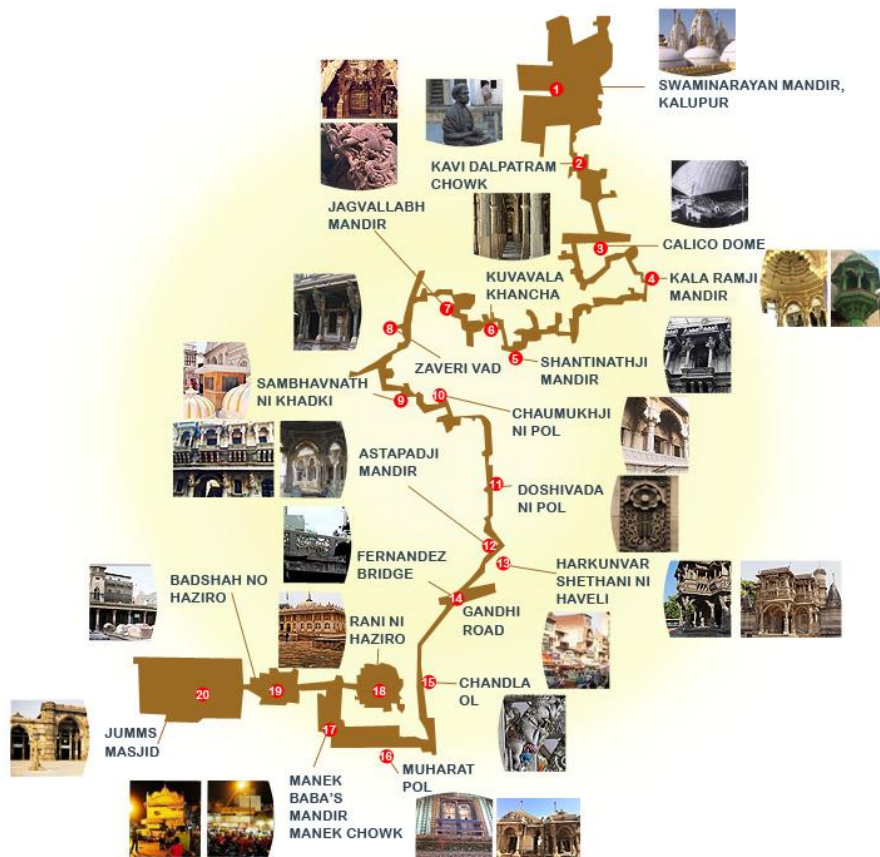 1
SWAMINARAYAN MANDIR,
KALUPUR
2
KAVI DALPATRAM
CHOWK
3
CALICO DOME
4
KALA RAMJI
MANDIR
5
SHANTINATHJI
MANDIR
6
KUVAVALA
KHANCHA
7
JAGVALLABH
MANDIR
8
ZAVERI VAD
9
SAMBHAVNATH
NI KHADKI
10
CHAUMUKHJI
NI POL
11
DOSHIVADA
NI POL
12
ASTAPADJI
MANDIR
13
HARKUNVAR
SHETHANI NI
HAVELI
14
FERNANDEZ
BRIDGE
GANDHI
ROAD
15
CHANDLA
OL
16
MUHARAT
POL
17
MANEK
BABA'S
MANDIR
MANEK CHOWK
18
RANI NI
HAZIRO
19
BADSHAH NO
HAZIRO
20
JUMMS
MASJID